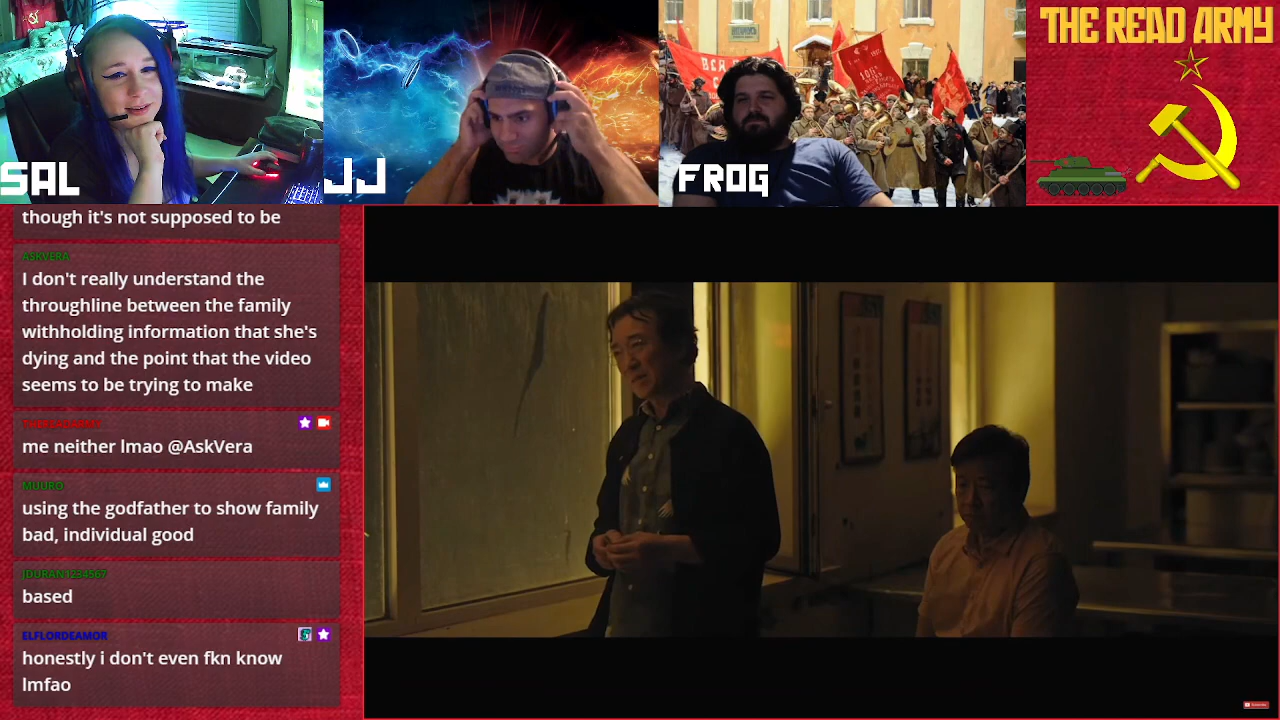 THE READ ARMY
SAL
JJ
FROG
though it's not supposed to be
ASKVERA
I don't really understand the
throughline between the family
withholding information that she's
dying and the point that the video
seems to be trying to make
THEREADARMY
me neither lmao @AskVera
MUURO
using the godfather to show family
bad, individual good
JDURAN1234567
based
ELFLORDEAMOR
honestly i don't even fkn know
lmfao